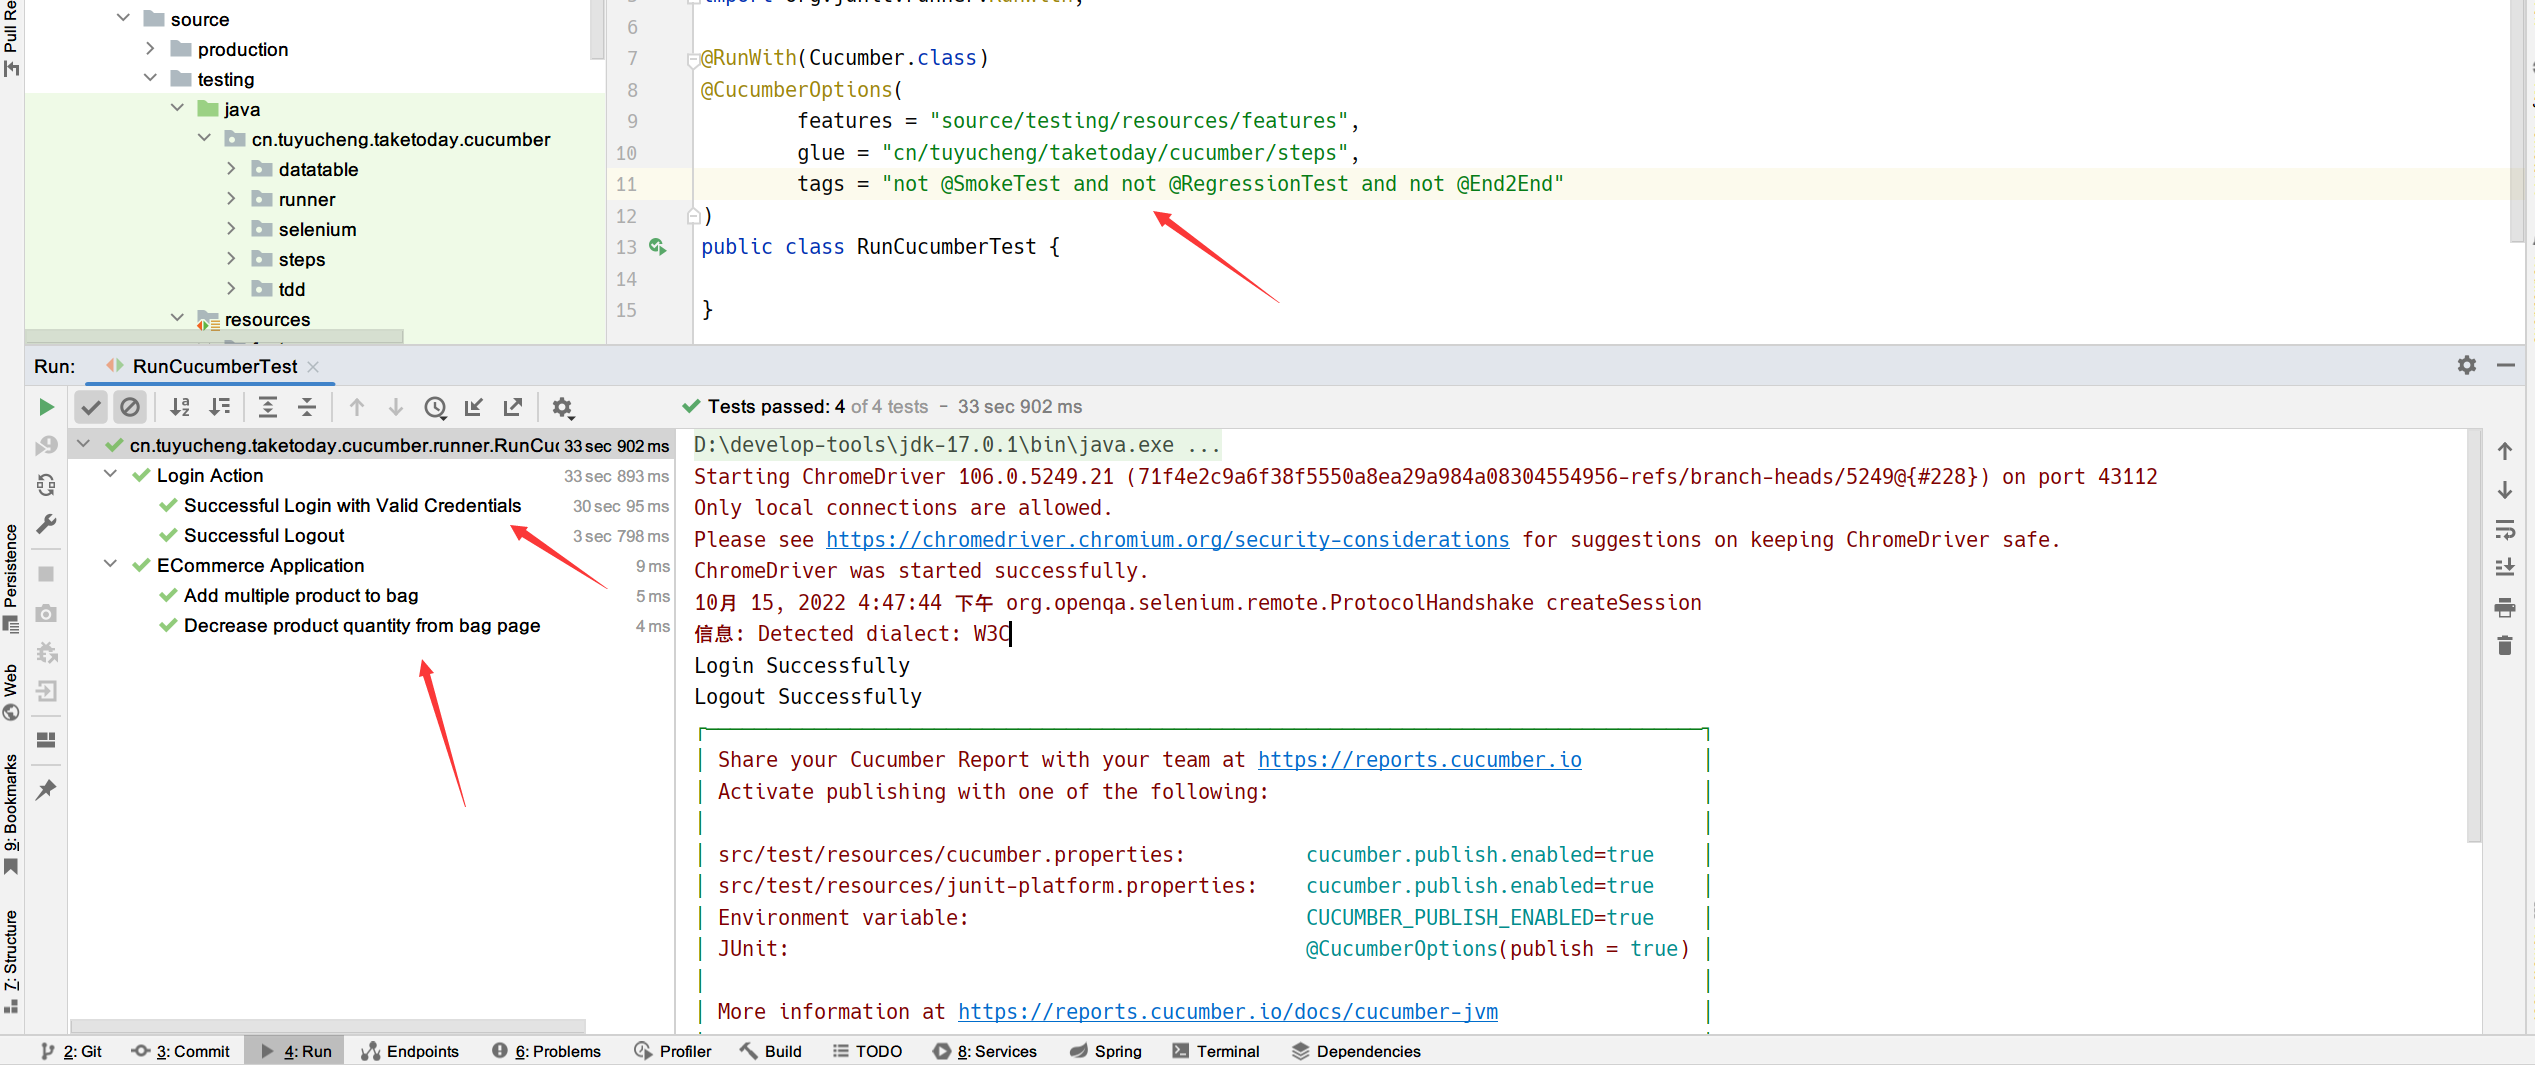 Pull Re
source
production
testing
java
cn.tuyucheng.taketoday.cucumber
datatable
runner
selenium
steps
tdd
resources
6
7 @RunWith(Cucumber.class)
8 @CucumberOptions(
9 features = "source/testing/resources/features",
10 glue = "cn/tuyucheng/taketoday/cucumber/steps",
11 tags = "not @SmokeTest and not @RegressionTest and not @End2End"
12 )
13 public class RunCucumberTest {
14
15 }
Run: RunCucumberTest
Tests passed: 4 of 4 tests – 33 sec 902 ms
cn.tuyucheng.taketoday.cucumber.runner.RunCuc 33 sec 902 ms
Login Action 33 sec 893 ms
Successful Login with Valid Credentials 30 sec 95 ms
Successful Logout 3 sec 798 ms
ECommerce Application 9 ms
Add multiple product to bag 5 ms
Decrease product quantity from bag page 4 ms
D:\develop-tools\jdk-17.0.1\bin\java.exe ...
Starting ChromeDriver 106.0.5249.21 (71f4e2c9a6f38f5550a8ea29a984a08304554956-refs/branch-heads/5249@{#228}) on port 43112
Only local connections are allowed.
Please see https://chromedriver.chromium.org/security-considerations for suggestions on keeping ChromeDriver safe.
ChromeDriver was started successfully.
10月 15, 2022 4:47:44 下午 org.openqa.selenium.remote.ProtocolHandshake createSession
信息: Detected dialect: W3C
Login Successfully
Logout Successfully
Share your Cucumber Report with your team at https://reports.cucumber.io
Activate publishing with one of the following:
src/test/resources/cucumber.properties: cucumber.publish.enabled=true
src/test/resources/junit-platform.properties: cucumber.publish.enabled=true
Environment variable: CUCUMBER_PUBLISH_ENABLED=true
JUnit: @CucumberOptions(publish = true)
More information at https://reports.cucumber.io/docs/cucumber-jvm
Persistence
Web
9: Bookmarks
7: Structure
2: Git
3: Commit
4: Run
Endpoints
6: Problems
Profiler
Build
TODO
8: Services
Spring
Terminal
Dependencies